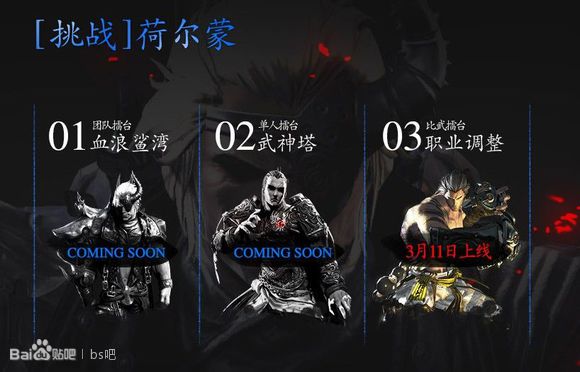 [挑战]荷尔蒙
01 团队擂台
血浪鲨湾
COMING SOON
02 单人擂台
武神塔
COMING SOON
03 比武擂台
职业调整
3月11日上线
Bai贴吧 | bs吧